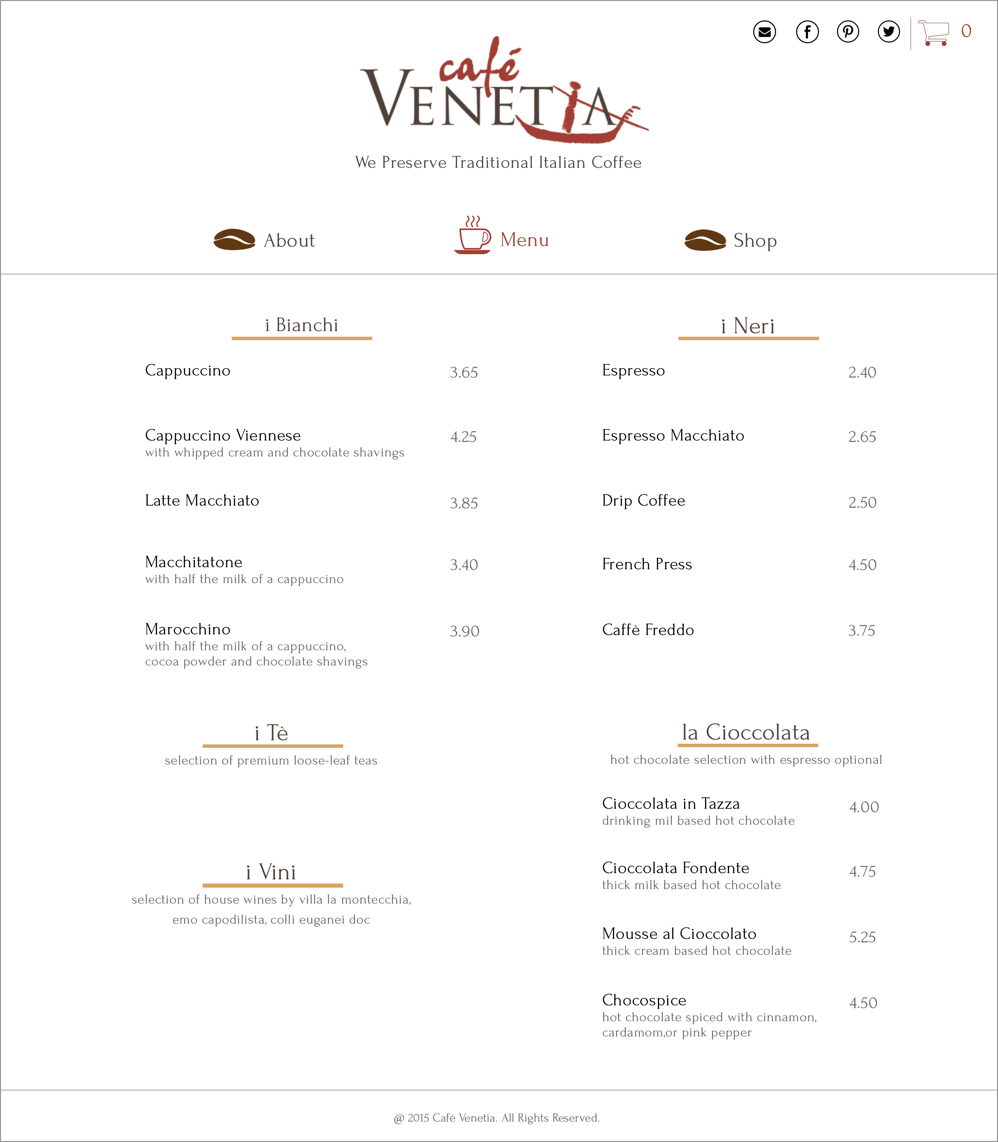 0
café
VENETIA
We Preserve Traditional Italian Coffee
About
Menu
Shop
i Bianchi
Cappuccino 3.65
Cappuccino Viennese 4.25
with whipped cream and chocolate shavings
Latte Macchiato 3.85
Macchitatone 3.40
with half the milk of a cappuccino
Marocchino 3.90
with half the milk of a cappuccino,
cocoa powder and chocolate shavings
i Neri
Espresso 2.40
Espresso Macchiato 2.65
Drip Coffee 2.50
French Press 4.50
Caffè Freddo 3.75
i Tè
selection of premium loose-leaf teas
i Vini
selection of house wines by villa la montecchia,
emo capodilista, colli euganei doc
la Cioccolata
hot chocolate selection with espresso optional
Cioccolata in Tazza 4.00
drinking mil based hot chocolate
Cioccolata Fondente 4.75
thick milk based hot chocolate
Mousse al Cioccolato 5.25
thick cream based hot chocolate
Chocospice 4.50
hot chocolate spiced with cinnamon,
cardamom,or pink pepper
@ 2015 Café Venetia. All Rights Reserved.